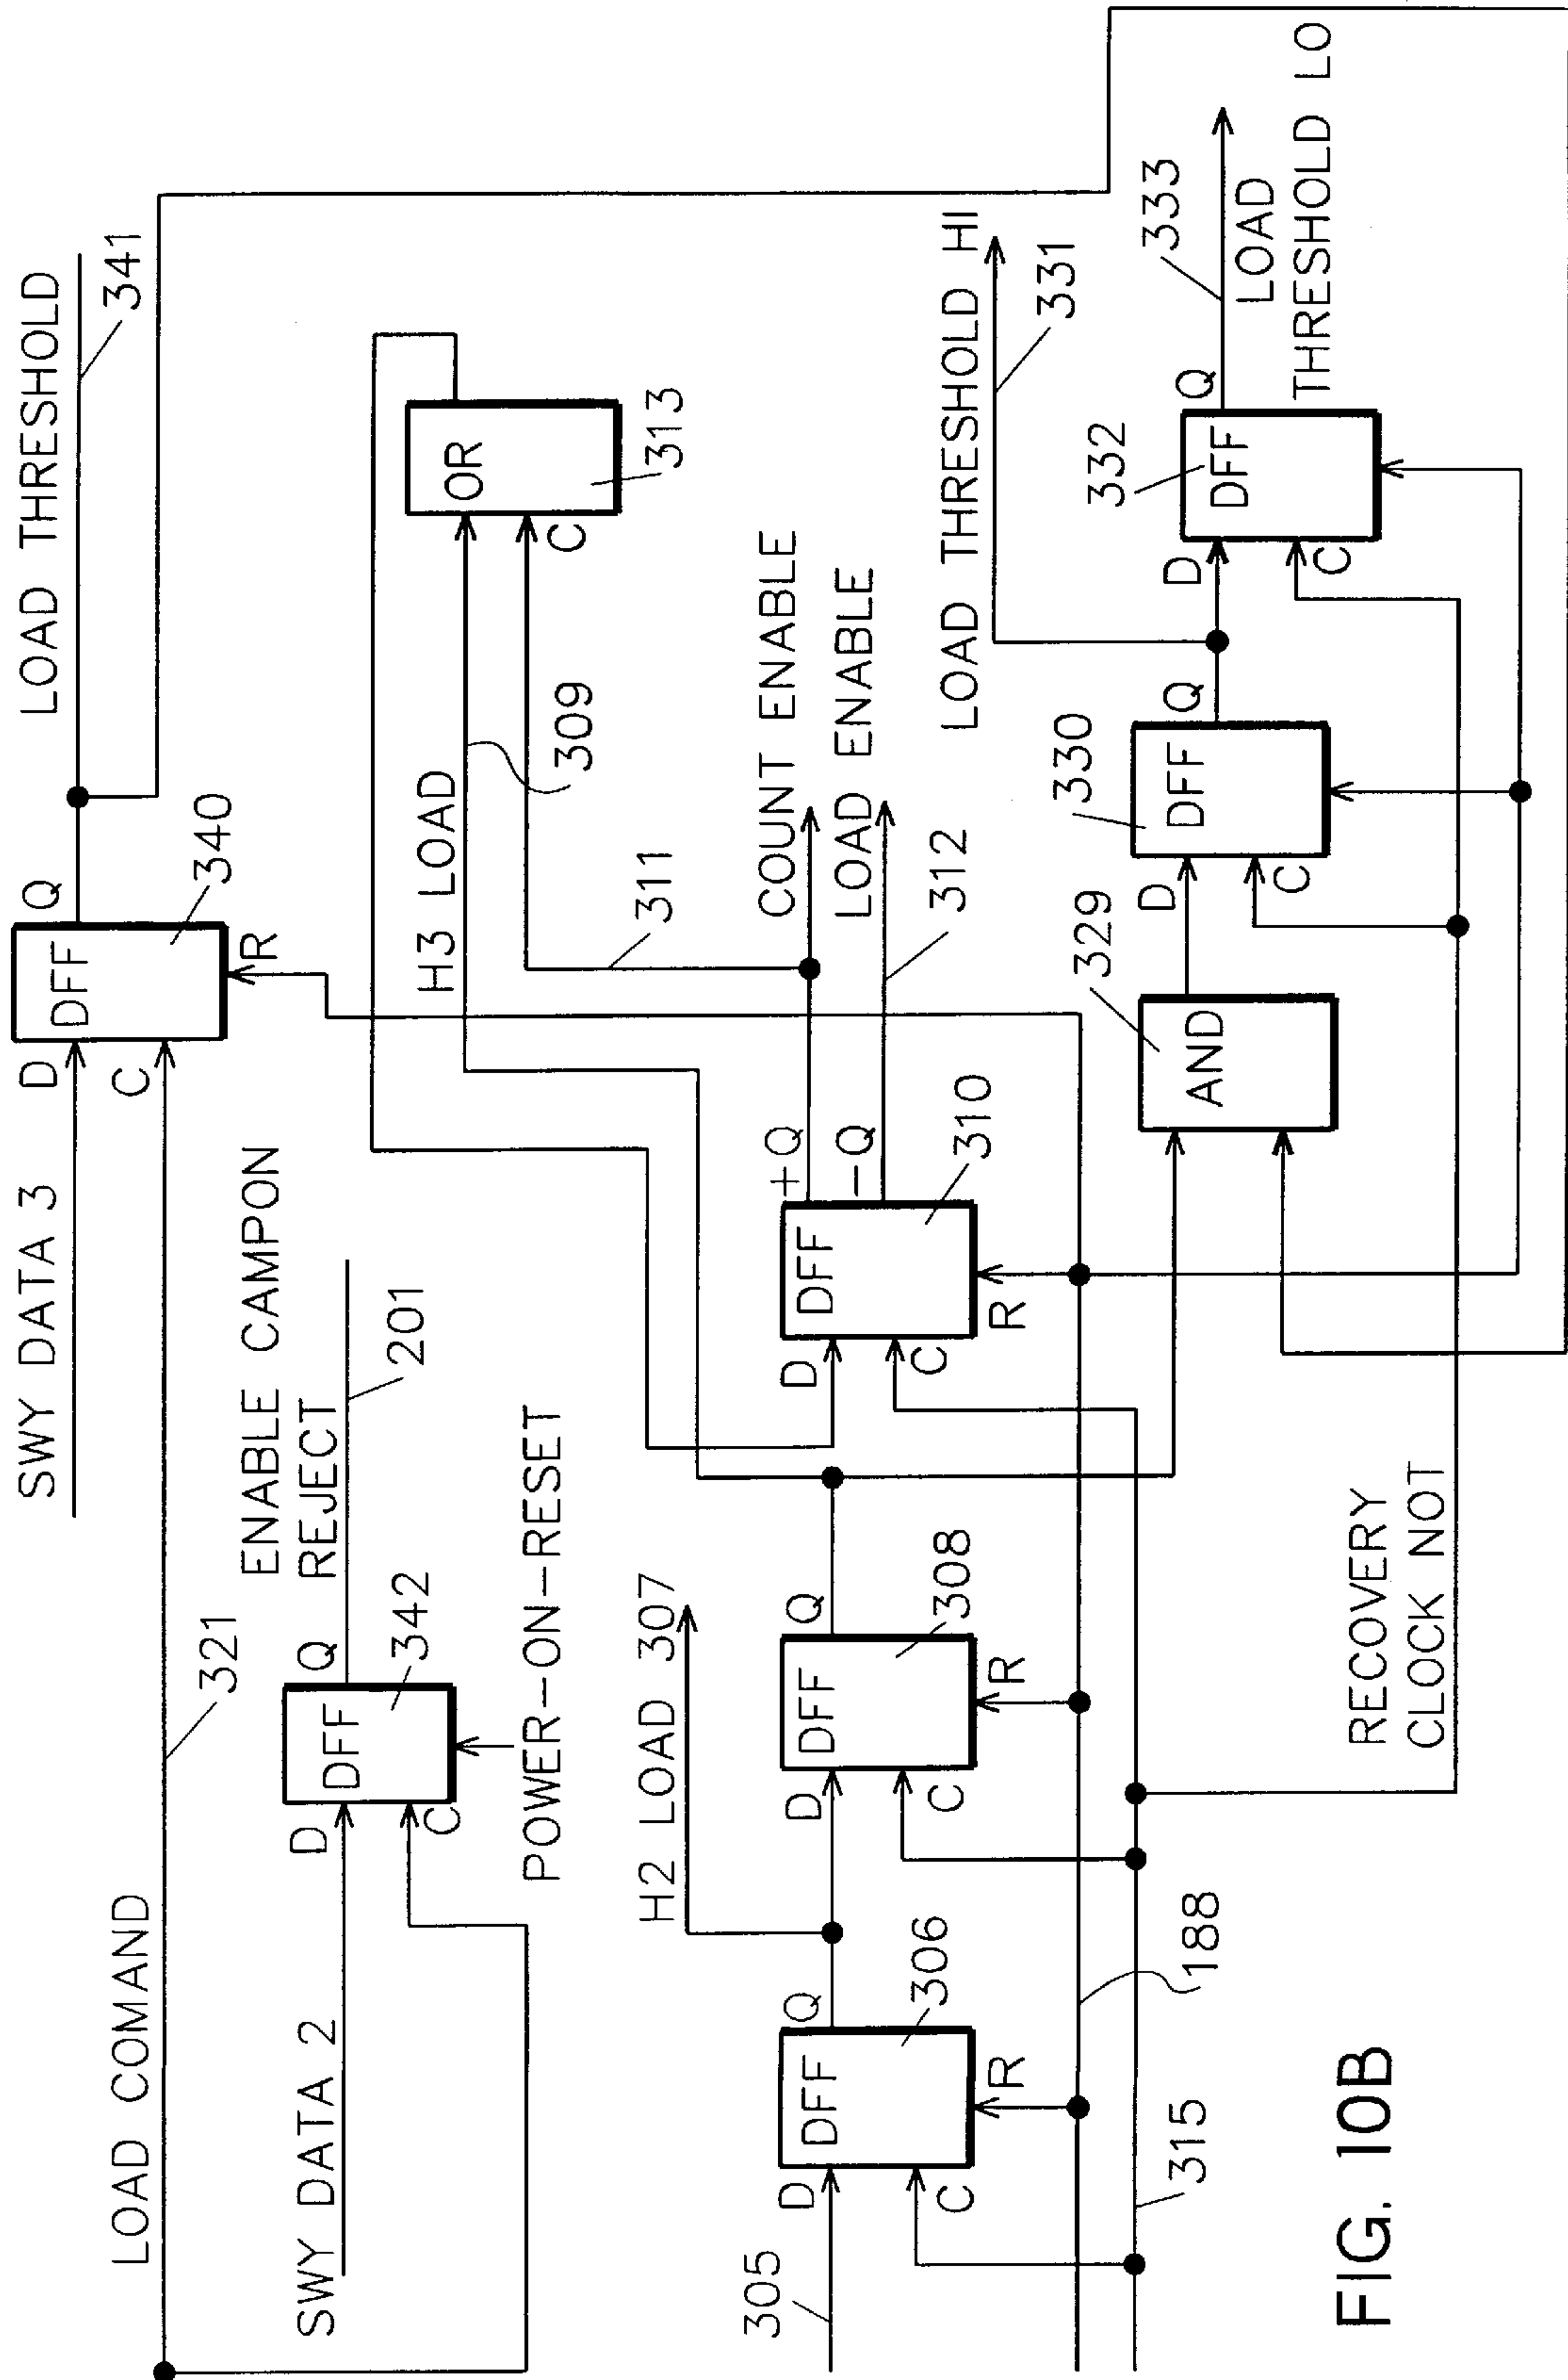 SWY DATA 3
D
DFF
Q
C
R
340
LOAD THRESHOLD
341
LOAD COMAND
321
SWY DATA 2
D
DFF
Q
C
342
ENABLE CAMPON
REJECT
201
POWER-ON-RESET
H3 LOAD
309
OR
C
313
311
H2 LOAD 307
305
D
DFF
Q
C
R
306
D
DFF
Q
C
R
308
D
DFF
+Q
-Q
C
R
310
COUNT ENABLE
LOAD ENABLE
312
188
315
RECOVERY
CLOCK NOT
329
AND
D
DFF
Q
C
330
LOAD THRESHOLD HI
331
D
DFF
Q
C
332
333
LOAD
THRESHOLD LO
FIG. 10B